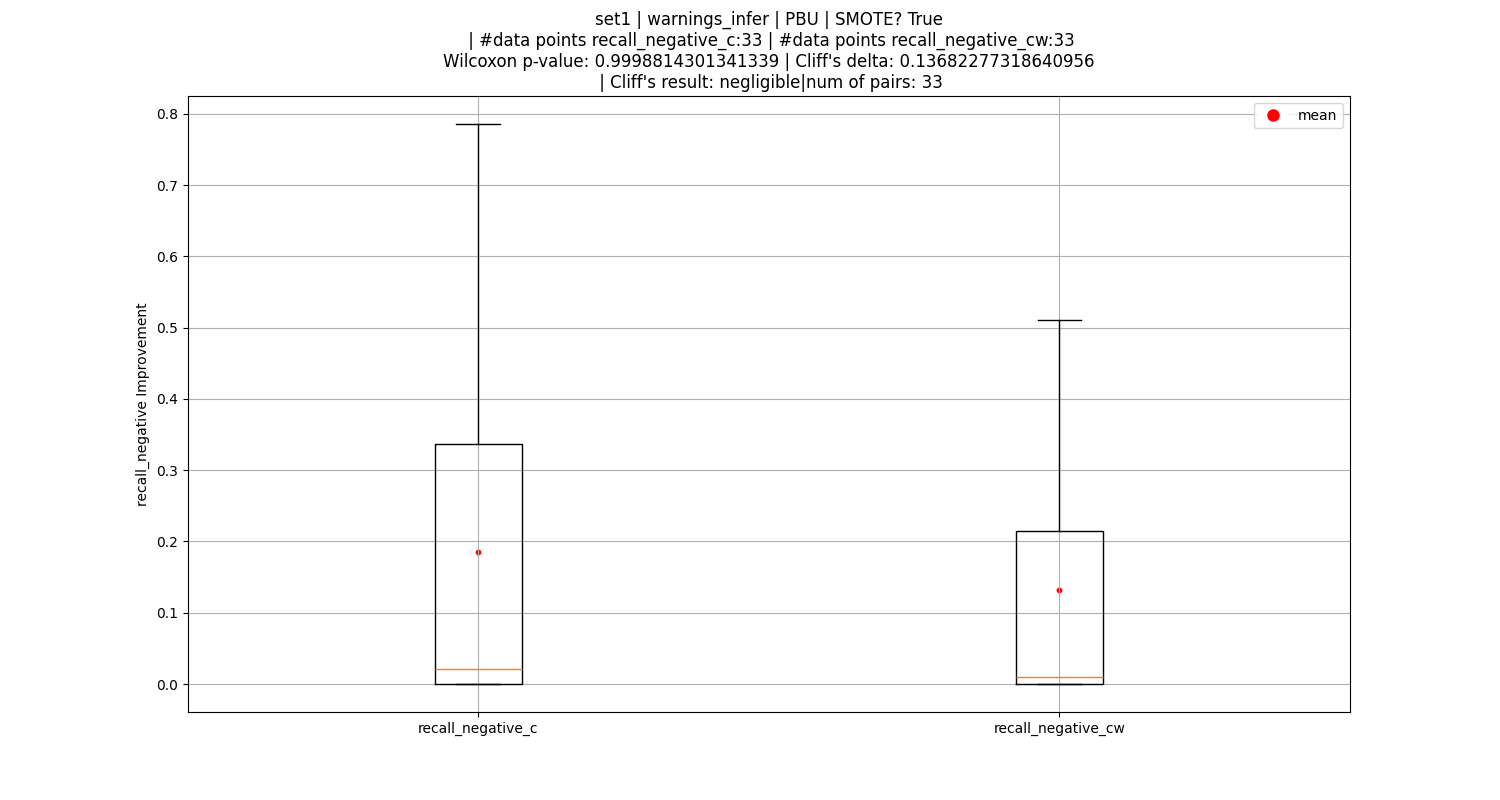 set1 | warnings_infer | PBU | SMOTE? True
| #data points recall_negative_c:33 | #data points recall_negative_cw:33
Wilcoxon p-value: 0.9998814301341339 | Cliff's delta: 0.13682277318640956
| Cliff's result: negligible|num of pairs: 33
mean
0.8
0.7
0.6
0.5
0.4
0.3
0.2
0.1
0.0
recall_negative Improvement
recall_negative_c
recall_negative_cw